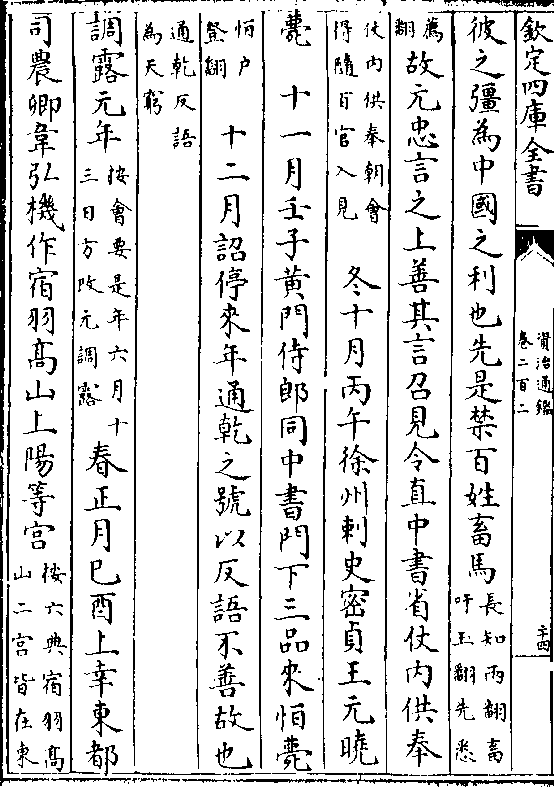 欽定四庫全書
資治通鑑
卷二百二
彼之彊為中國之利也先是禁百姓畜馬
長知兩翻畜
吁玉翻先悉
薦
翻
故元忠言之上善其言召見令直中書省仗内供奉
仗内供奉朝會
得隨百官入見
冬十月丙午徐州刺史密貞王元曉
薨　十一月壬子黃門侍郎同中書門下三品來恒薨
恒户
登翻
十二月詔停來年通乾之號以反語不善故也
通乾反語
為天窮
調露元年
按會要是年六月十
三日方改元調露
春正月己酉上幸東都
司農卿韋弘機作宿羽高山上陽等宫
按六典宿羽高
山二宫皆在東